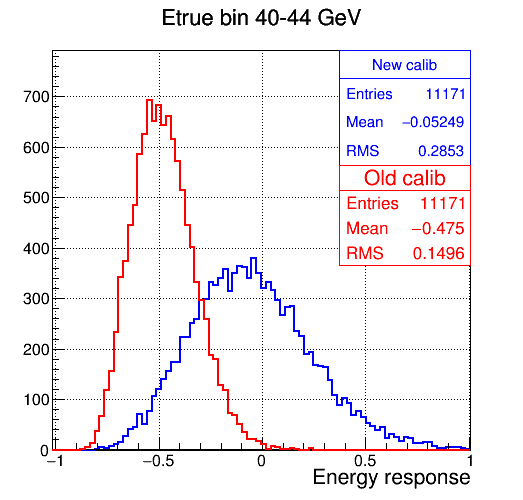 Etrue bin 40-44 GeV
New calib
Entries 11171
Mean −0.05249
RMS 0.2853
Old calib
Entries 11171
Mean −0.475
RMS 0.1496
700
600
500
400
300
200
100
0
−1 −0.5 0 0.5 1
Energy response